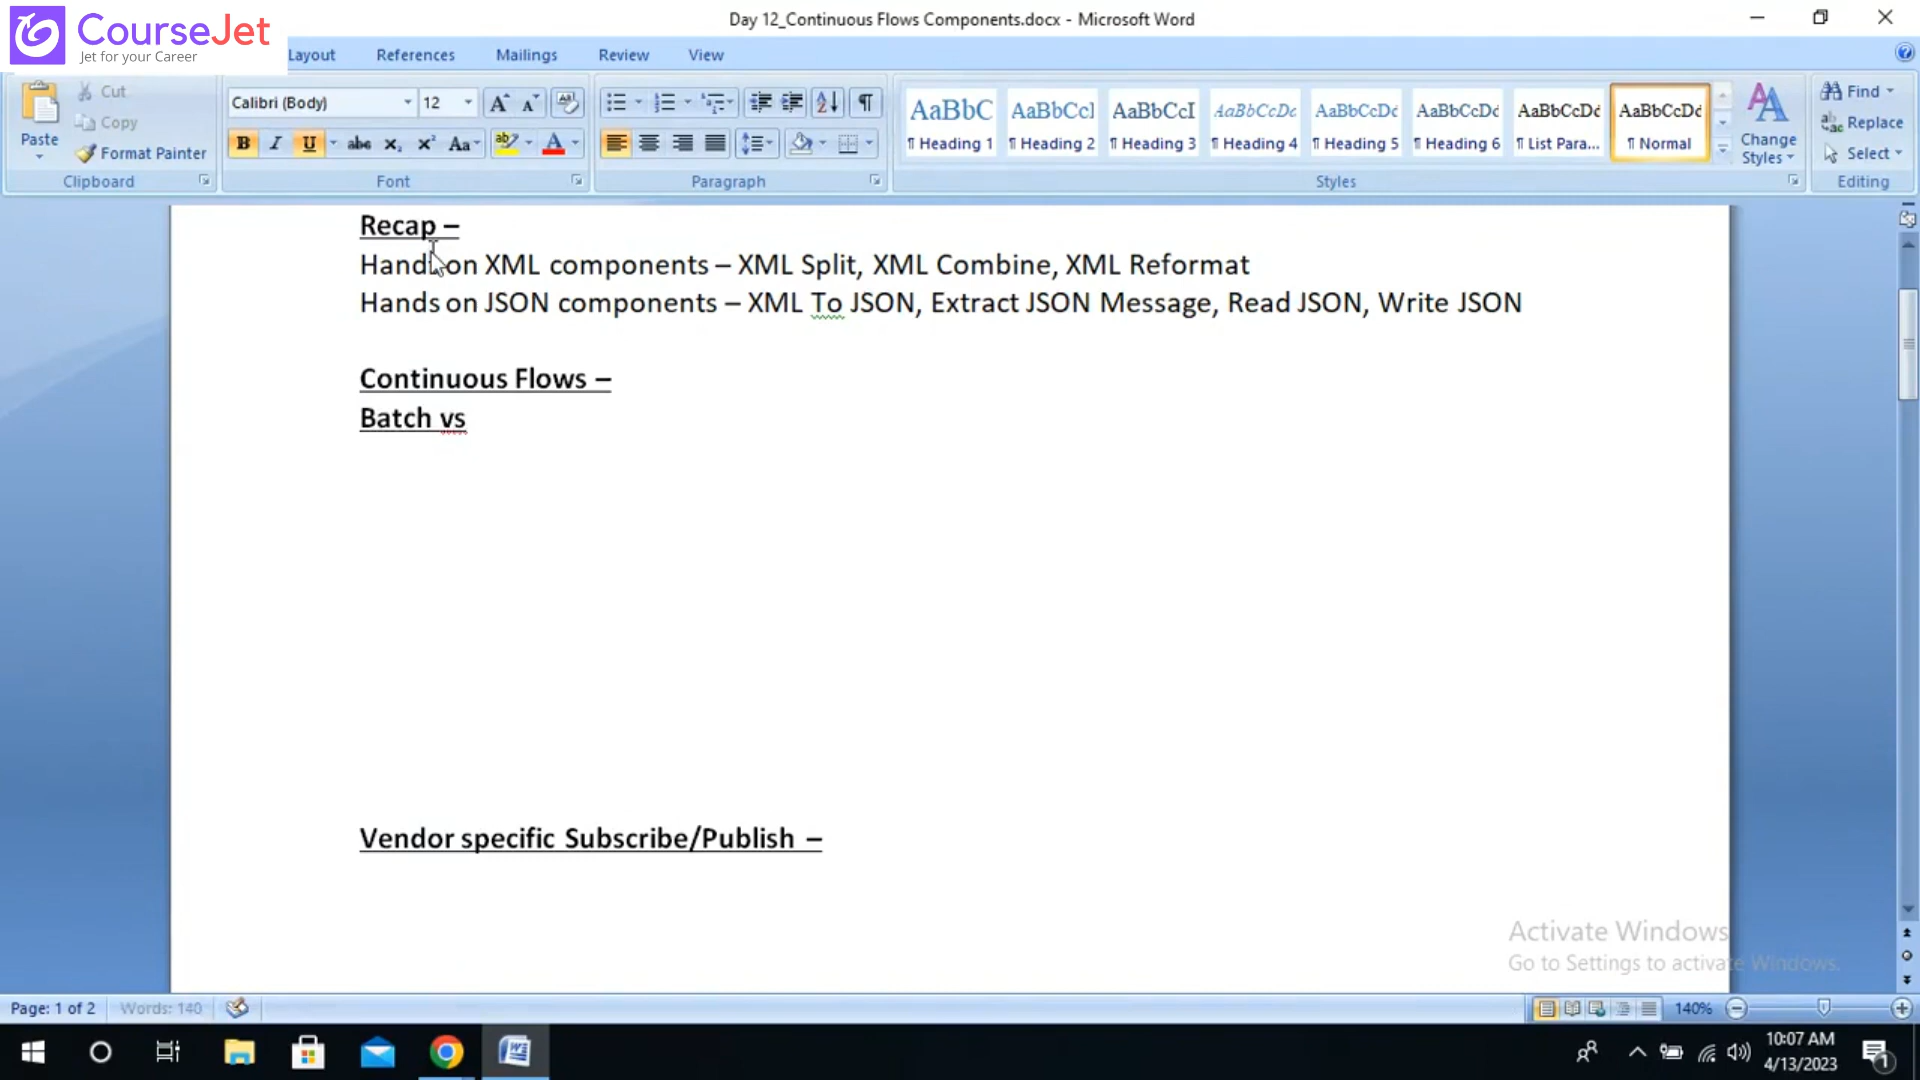 Day 12_Continuous Flows Components.docx - Microsoft Word
CourseJet
Jet for your Career
Layout References Mailings Review View
Cut
Copy
Format Painter
Paste
Clipboard
Calibri (Body) 12
Font
Paragraph
AaBbC AaBbCcI AaBbCcI AaBbCcDc AaBbCcDc AaBbCcDc AaBbCcDc AaBbCcDc
¶ Heading 1 ¶ Heading 2 ¶ Heading 3 ¶ Heading 4 ¶ Heading 5 ¶ Heading 6 ¶ List Para... ¶ Normal
Change Styles
Styles
Find
Replace
Select
Editing
Recap –
Hands on XML components – XML Split, XML Combine, XML Reformat
Hands on JSON components – XML To JSON, Extract JSON Message, Read JSON, Write JSON
Continuous Flows –
Batch vs
Vendor specific Subscribe/Publish –
Activate Windows
Go to Settings to activate Windows.
Page: 1 of 2 Words: 140 140%
10:07 AM
4/13/2023
1